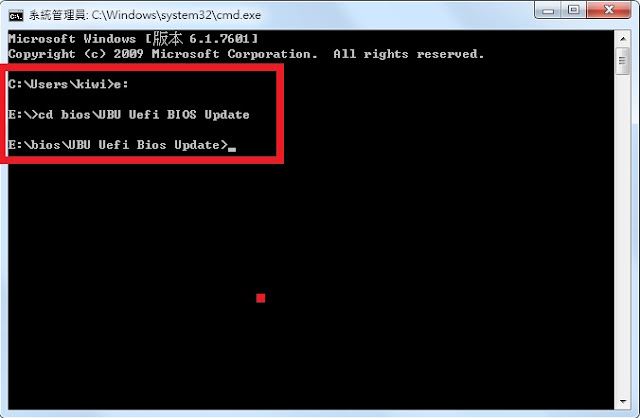 系統管理員: C:\Windows\system32\cmd.exe
Microsoft Windows [版本 6.1.7601]
Copyright (c) 2009 Microsoft Corporation.  All rights reserved.
C:\Users\kiwi>e:
E:\>cd bios\UBU Uefi BIOS Update
E:\bios\UBU Uefi Bios Update>_